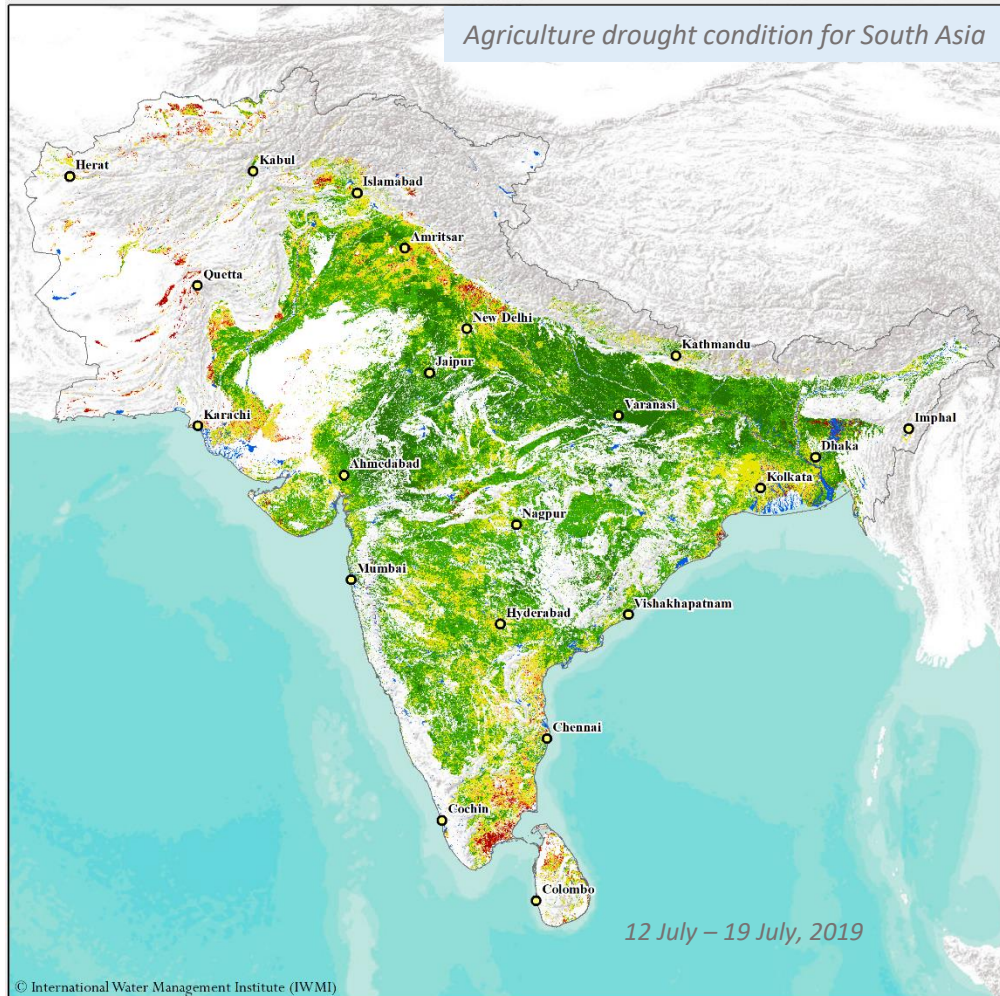 Agriculture drought condition for South Asia
Kabul
Herat
Islamabad
Amritsar
Quetta
New Delhi
Kathmandu
Jaipur
Varanasi
Karachi
Imphal
Dhaka
Ahmedabad
Kolkata
Nagpur
Mumbai
Vishakhapatnam
Hyderabad
Chennai
Cochin
Colombo
12 July – 19 July, 2019
© International Water Management Institute (IWMI)